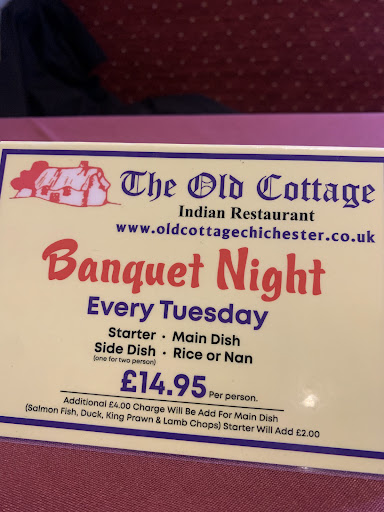 The Old Cottage
Indian Restaurant
www.oldcottagechichester.co.uk
Banquet Night
Every Tuesday
Starter · Main Dish
Side Dish · Rice or Nan
(one for two person)
£14.95 Per person.
Additional £4.00 Charge Will Be Add For Main Dish
(Salmon Fish, Duck, King Prawn & Lamb Chops) Starter Will Add £2.00